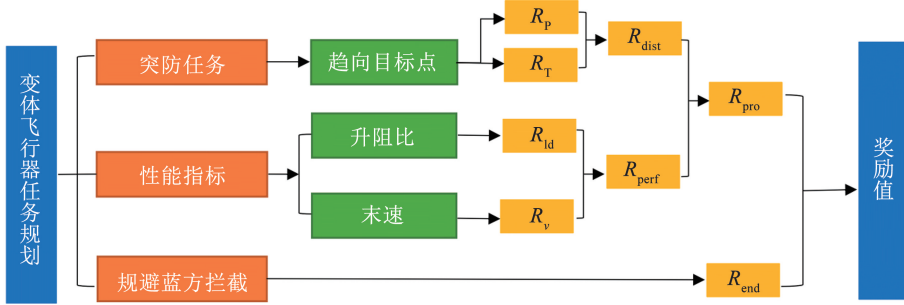 变体飞行器任务规划
突防任务
趋向目标点
R_P
R_T
R_dist
R_pro
性能指标
升阻比
末速
R_ld
R_v
R_perf
规避蓝方拦截
R_end
奖励值